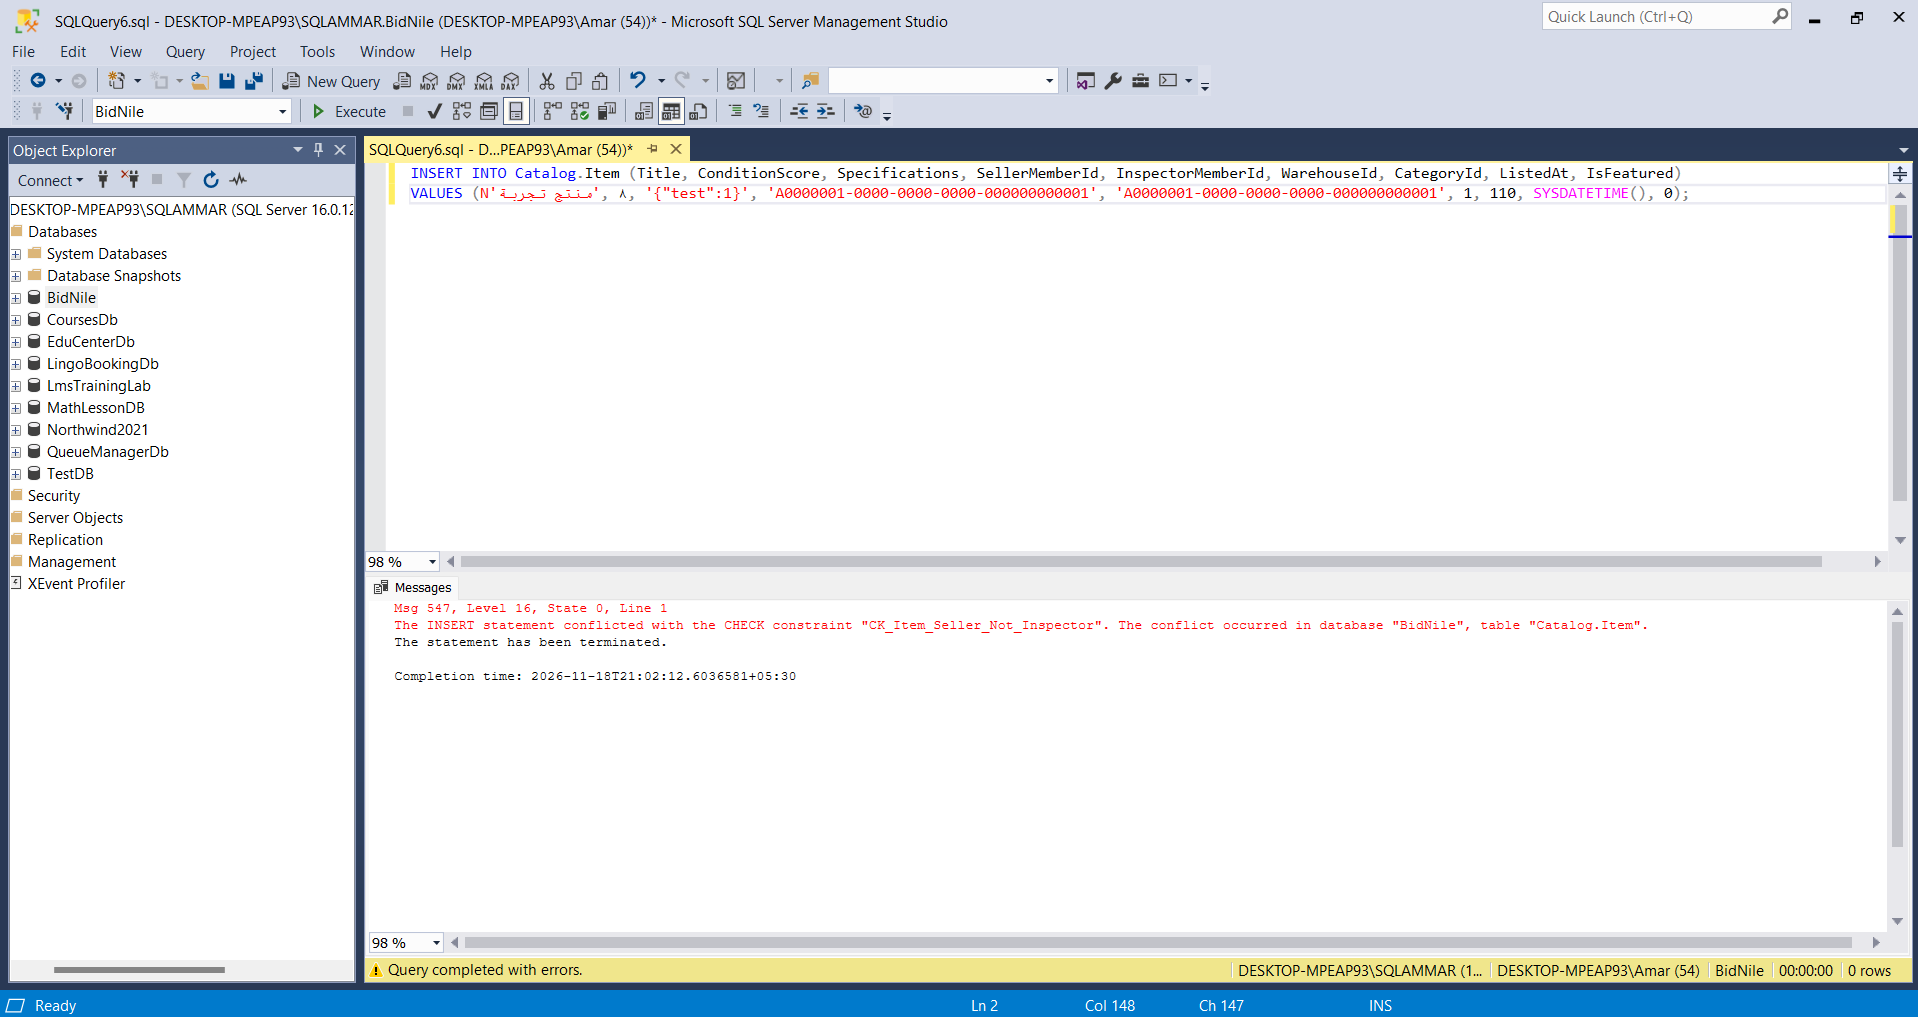 SQLQuery6.sql - DESKTOP-MPEAP93\SQLAMMAR.BidNile (DESKTOP-MPEAP93\Amar (54))* - Microsoft SQL Server Management Studio
Quick Launch (Ctrl+Q)
File Edit View Query Project Tools Window Help
New Query MDX DMX XMLA DAX
BidNile Execute
Object Explorer
Connect
DESKTOP-MPEAP93\SQLAMMAR (SQL Server 16.0.12
Databases
System Databases
Database Snapshots
BidNile
CoursesDb
EduCenterDb
LingoBookingDb
LmsTrainingLab
MathLessonDB
Northwind2021
QueueManagerDb
TestDB
Security
Server Objects
Replication
Management
XEvent Profiler
SQLQuery6.sql - D...PEAP93\Amar (54))*
INSERT INTO Catalog.Item (Title, ConditionScore, Specifications, SellerMemberId, InspectorMemberId, WarehouseId, CategoryId, ListedAt, IsFeatured)
VALUES (N'منتج تجربة', ٨, '{"test":1}', 'A0000001-0000-0000-0000-000000000001', 'A0000001-0000-0000-0000-000000000001', 1, 110, SYSDATETIME(), 0);
98 %
Messages
Msg 547, Level 16, State 0, Line 1
The INSERT statement conflicted with the CHECK constraint "CK_Item_Seller_Not_Inspector". The conflict occurred in database "BidNile", table "Catalog.Item".
The statement has been terminated.
Completion time: 2026-11-18T21:02:12.6036581+05:30
98 %
Query completed with errors. DESKTOP-MPEAP93\SQLAMMAR (1... DESKTOP-MPEAP93\Amar (54) BidNile 00:00:00 0 rows
Ready Ln 2 Col 148 Ch 147 INS